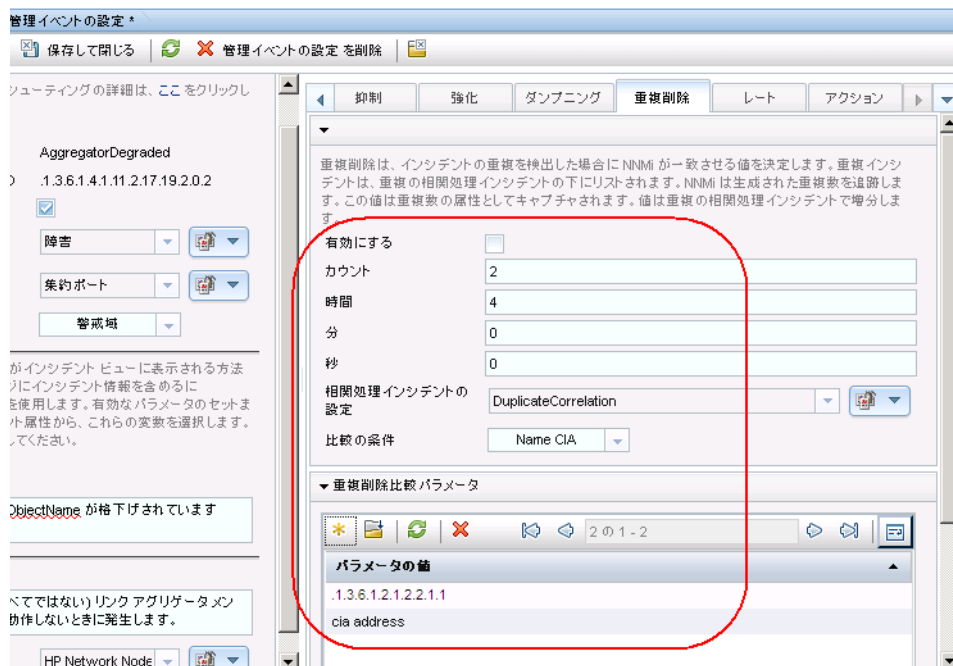 管理イベントの設定 *
保存して閉じる
管理イベントの設定 を削除
シューティングの詳細は、ここをクリックし
AggregatorDegraded
.1.3.6.1.4.1.11.2.17.19.2.0.2
障害
集約ポート
警戒域
がインシデント ビューに表示される方法
ジにインシデント情報を含めるに
を使用します。有効なパラメータのセットま
ント属性から、これらの変数を選択します。
してください。
ObjectName が格下げされています
べてではない) リンク アグリゲータ メン
動作しないときに発生します。
HP Network Node
抑制
強化
ダンプニング
重複削除
レート
アクション
重複削除は、インシデントの重複を検出した場合に NNMi が一致させる値を決定します。重複インシ
デントは、重複の相関処理インシデントの下にリストされます。NNMi は生成された重複数を追跡しま
す。この値は重複数の属性としてキャプチャされます。値は重複の相関処理インシデントで増分しま
す。
有効にする
カウント
2
時間
4
分
0
秒
0
相関処理インシデントの
設定
DuplicateCorrelation
比較の条件
Name CIA
重複削除比較パラメータ
2 の 1 - 2
パラメータの値
.1.3.6.1.2.1.2.2.1.1
cia address